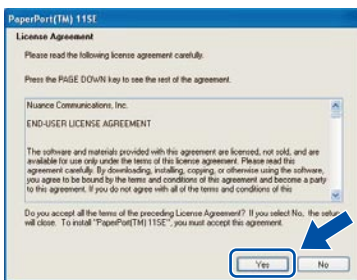 PaperPort(TM) 11SE
License Agreement
Please read the following license agreement carefully.
Press the PAGE DOWN key to see the rest of the agreement.
Nuance Communications, Inc.
END-USER LICENSE AGREEMENT
The software and materials provided with this agreement are licensed, not sold, and are
available for use only under the terms of this license agreement. Please read this
agreement carefully. By downloading, installing, copying, or otherwise using the software,
you agree to be bound by the terms and conditions of this agreement and become a party
to this agreement. If you do not agree with all of the terms and conditions of this
Do you accept all the terms of the preceding License Agreement? If you select No, the setup
will close. To install "PaperPort(TM) 11SE", you must accept this agreement.
Yes
No